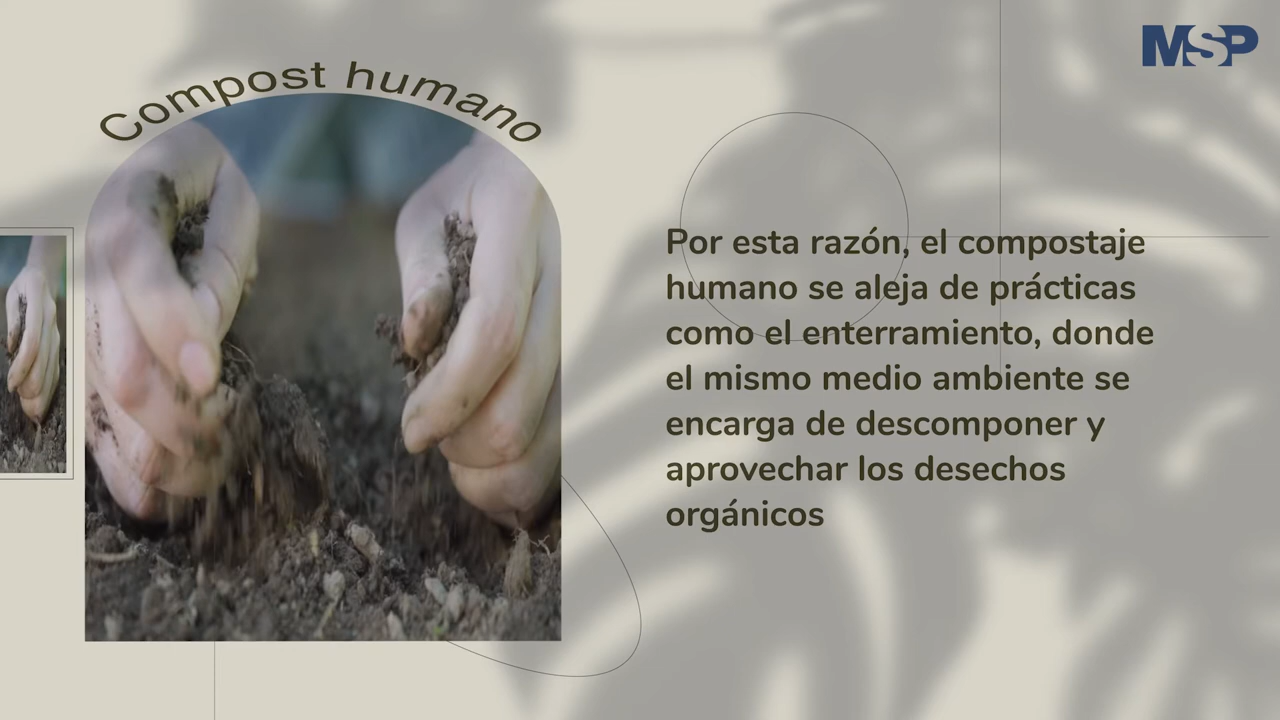 MSP
Compost humano
Por esta razón, el compostaje
humano se aleja de prácticas
como el enterramiento, donde
el mismo medio ambiente se
encarga de descomponer y
aprovechar los desechos
orgánicos